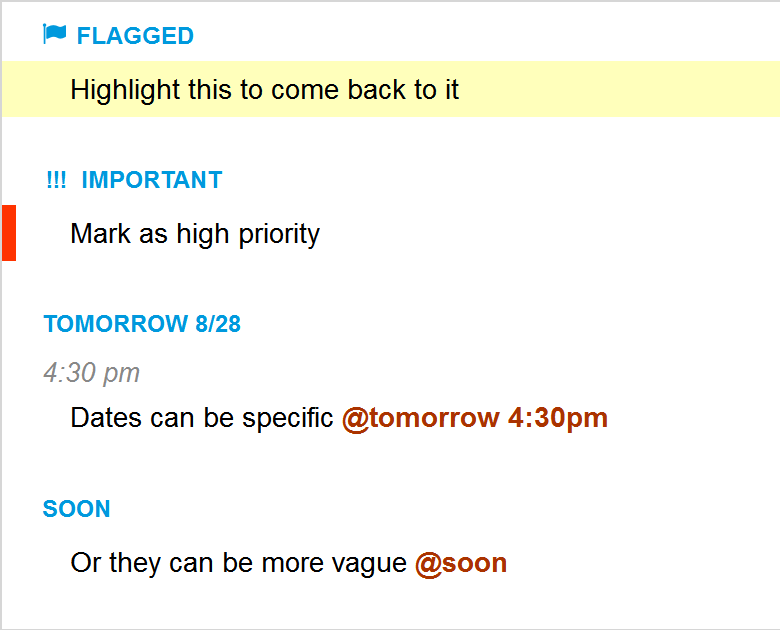 FLAGGED
Highlight this to come back to it
!!! IMPORTANT
Mark as high priority
TOMORROW 8/28
4:30 pm
Dates can be specific @tomorrow 4:30pm
SOON
Or they can be more vague @soon